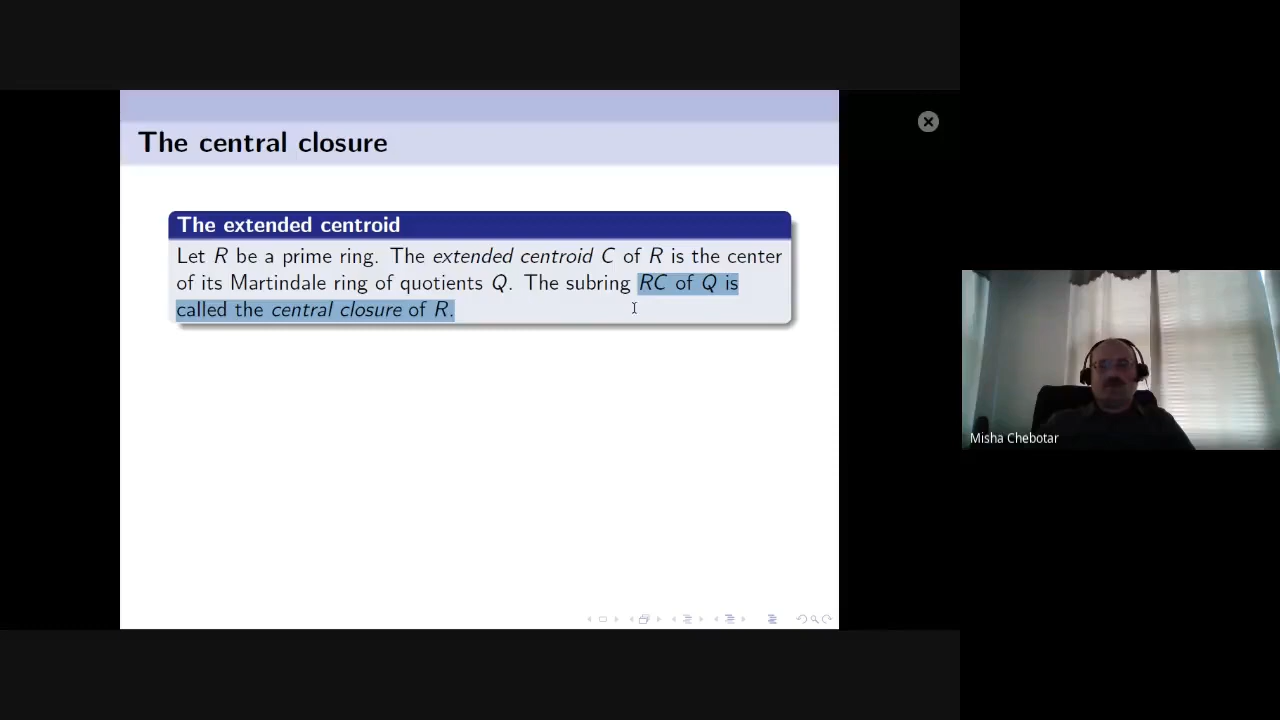 The central closure
The extended centroid
Let R be a prime ring. The extended centroid C of R is the center
of its Martindale ring of quotients Q. The subring RC of Q is
called the central closure of R.
Misha Chebotar